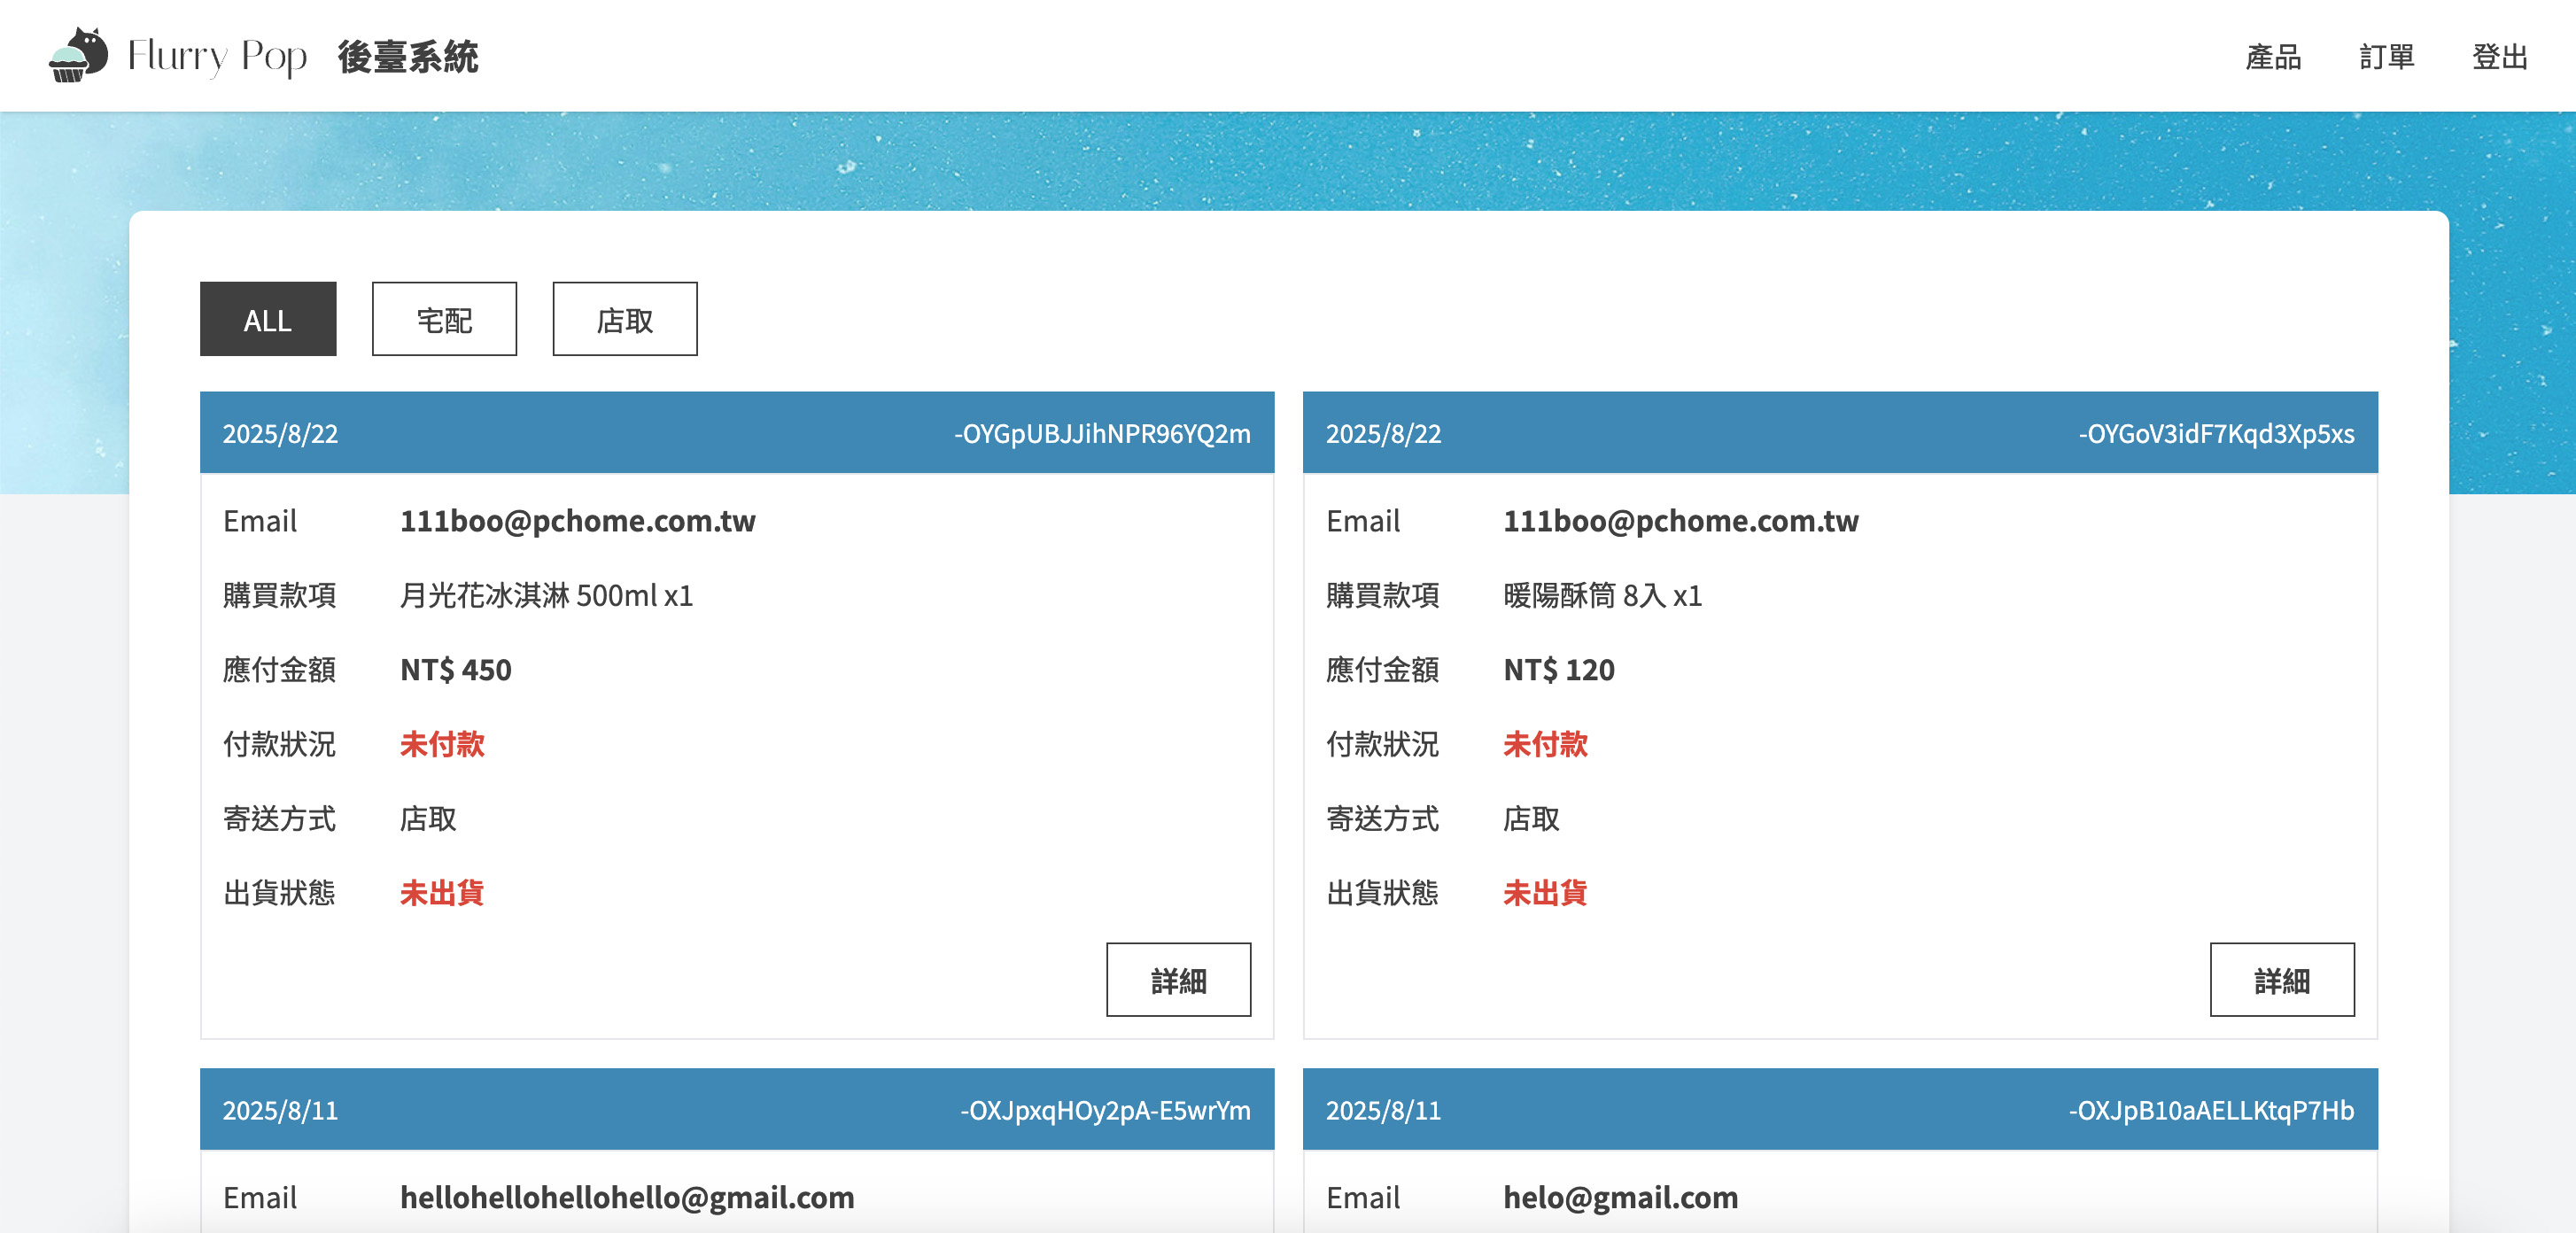 Flurry Pop 後臺系統 產品 訂單 登出
ALL 宅配 店取
2025/8/22 -OYGpUBJJihNPR96YQ2m
Email 111boo@pchome.com.tw
購買款項 月光花冰淇淋 500ml x1
應付金額 NT$ 450
付款狀況 未付款
寄送方式 店取
出貨狀態 未出貨
詳細
2025/8/22 -OYGoV3idF7Kqd3Xp5xs
Email 111boo@pchome.com.tw
購買款項 暖陽酥筒 8入 x1
應付金額 NT$ 120
付款狀況 未付款
寄送方式 店取
出貨狀態 未出貨
詳細
2025/8/11 -OXJpxqHOy2pA-E5wrYm
Email hellohellohellohello@gmail.com
2025/8/11 -OXJpB10aAELLKtqP7Hb
Email helo@gmail.com